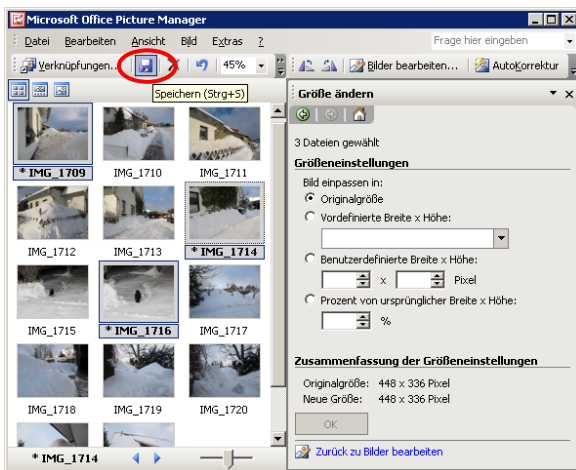 Microsoft Office Picture Manager
Datei Bearbeiten Ansicht Bild Extras ? Frage hier eingeben
Verknüpfungen... 45% Bilder bearbeiten... AutoKorrektur
Speichern (Strg+S)
Größe ändern
3 Dateien gewählt
Größeneinstellungen
Bild einpassen in:
Originalgröße
Vordefinierte Breite x Höhe:
Benutzerdefinierte Breite x Höhe:
x Pixel
Prozent von ursprünglicher Breite x Höhe:
%
Zusammenfassung der Größeneinstellungen
Originalgröße: 448 x 336 Pixel
Neue Größe: 448 x 336 Pixel
OK
Zurück zu Bilder bearbeiten
* IMG_1709 IMG_1710 IMG_1711
IMG_1712 IMG_1713 * IMG_1714
IMG_1715 * IMG_1716 IMG_1717
IMG_1718 IMG_1719 IMG_1720
* IMG_1714